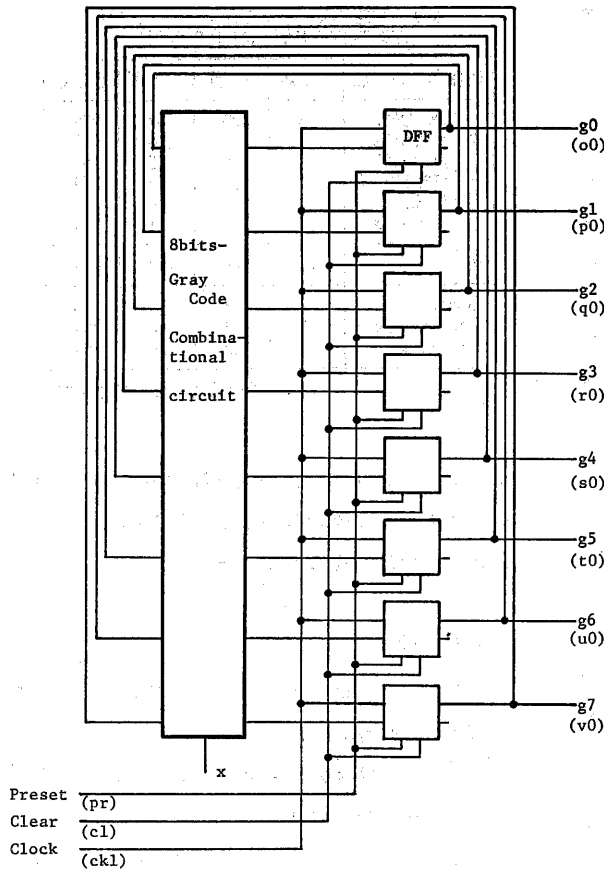 DFF
g0
(o0)
g1
(p0)
8bits-
Gray
Code
Combina-
tional
circuit
g2
(q0)
g3
(r0)
g4
(s0)
g5
(t0)
g6
(u0)
g7
(v0)
x
Preset (pr)
Clear (cl)
Clock (ckl)